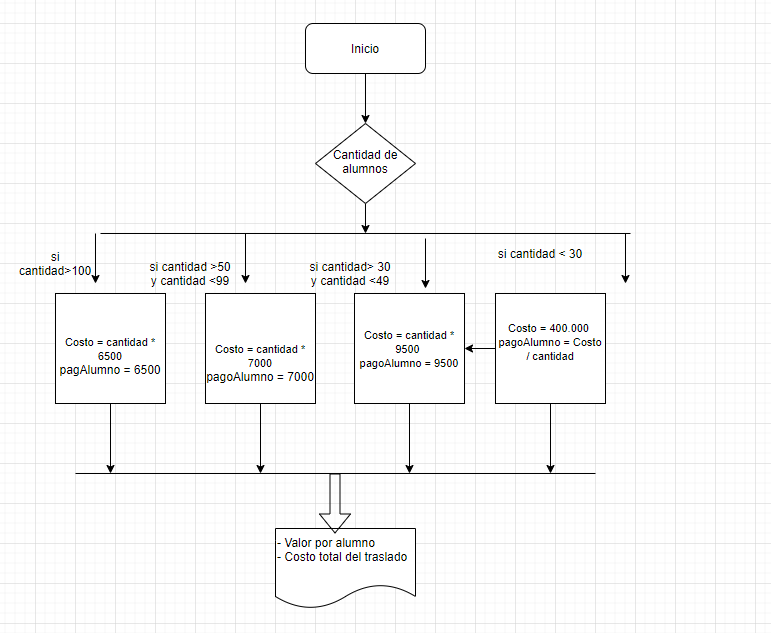 Inicio
Cantidad de
alumnos
si
cantidad>100
si cantidad >50
y cantidad <99
si cantidad> 30
y cantidad <49
si cantidad < 30
Costo = cantidad *
6500
pagAlumno = 6500
Costo = cantidad *
7000
pagoAlumno = 7000
Costo = cantidad *
9500
pagoAlumno = 9500
Costo = 400.000
pagoAlumno = Costo
/ cantidad
- Valor por alumno
- Costo total del traslado